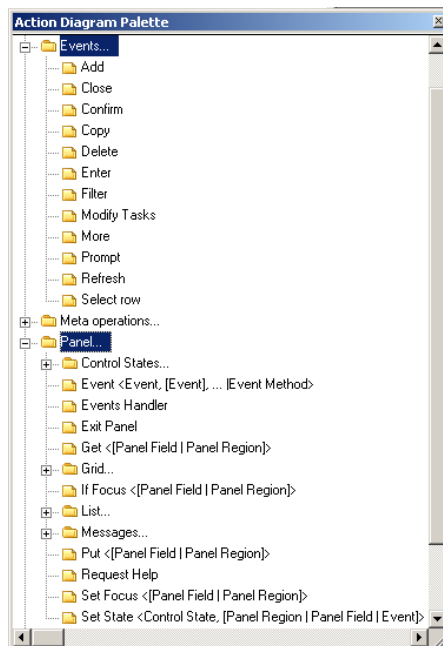 Action Diagram Palette
Events...
Add
Close
Confirm
Copy
Delete
Enter
Filter
Modify Tasks
More
Prompt
Refresh
Select row
Meta operations...
Panel...
Control States...
Event <Event, [Event], ... |Event Method>
Events Handler
Exit Panel
Get <[Panel Field | Panel Region]>
Grid...
If Focus <[Panel Field | Panel Region]>
List...
Messages...
Put <[Panel Field | Panel Region]>
Request Help
Set Focus <[Panel Field | Panel Region]>
Set State <Control State, [Panel Region | Panel Field | Event]>